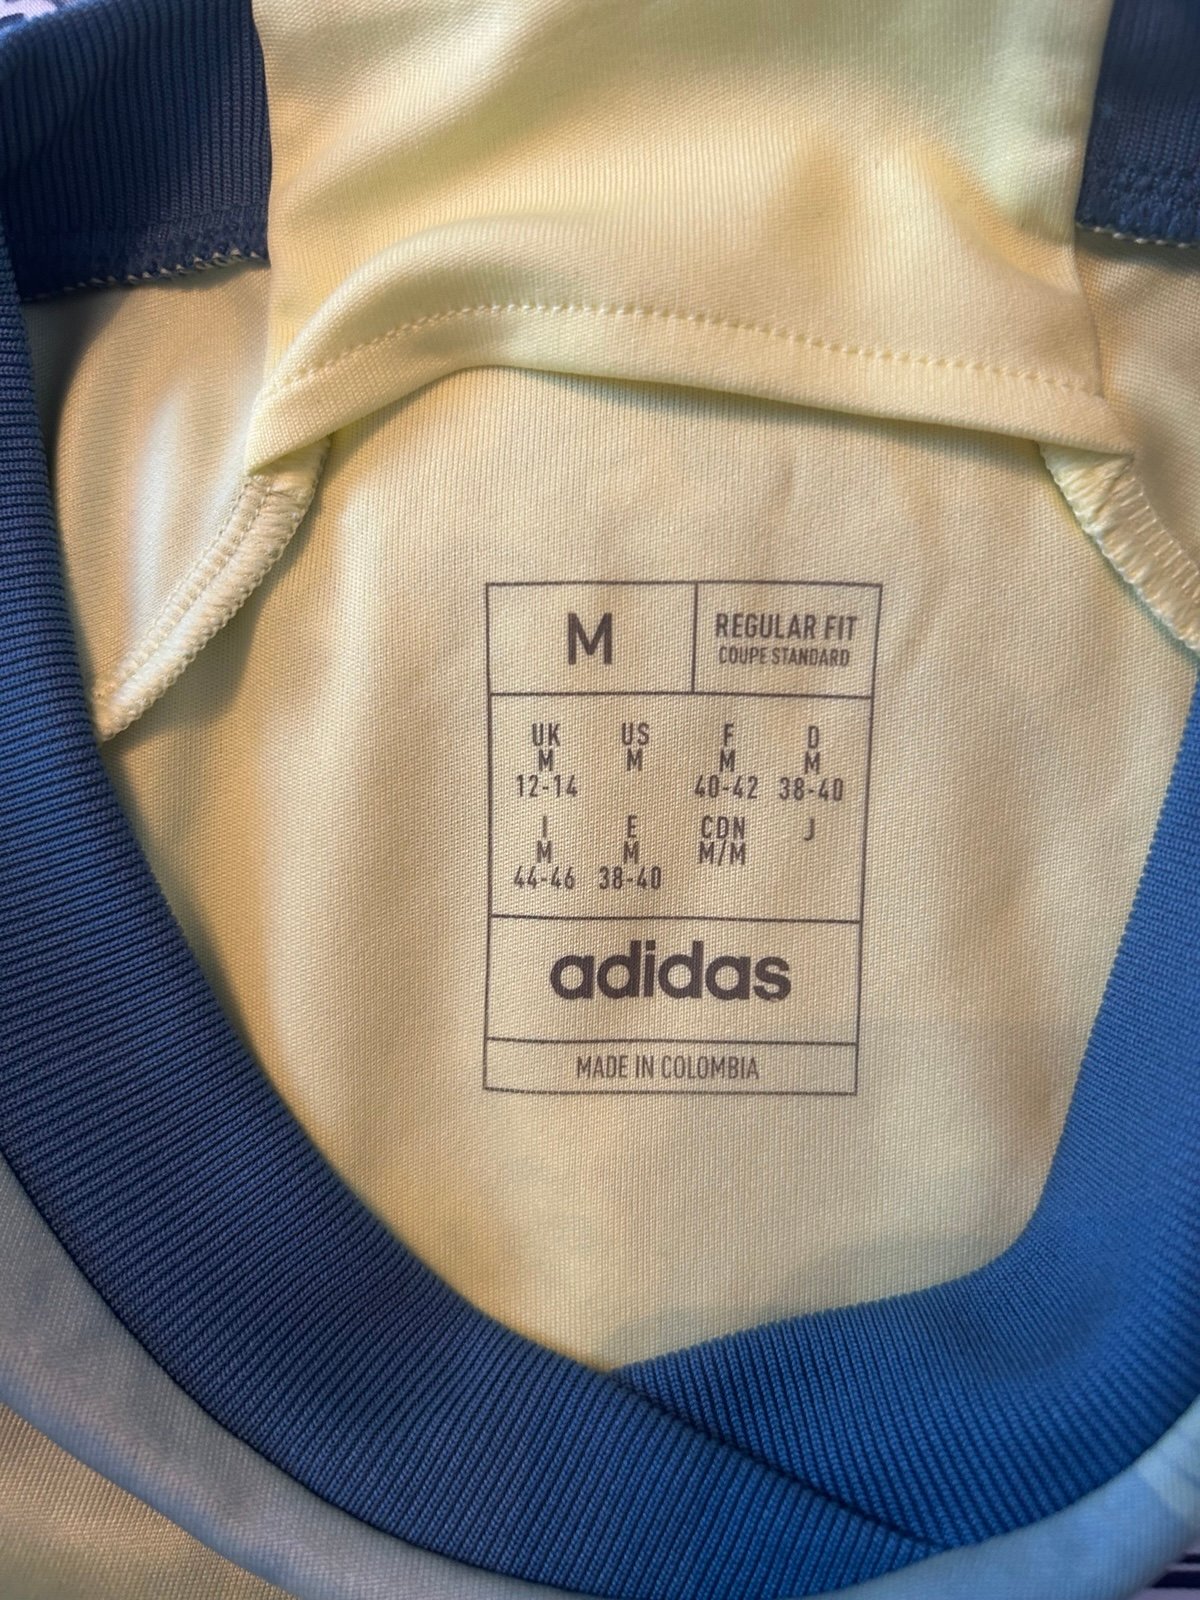 M
REGULAR FIT
COUPE STANDARD
UK US F D
M M M M
12-14 40-42 38-40
I E CDN J
M M M/M
44-46 38-40
adidas
MADE IN COLOMBIA